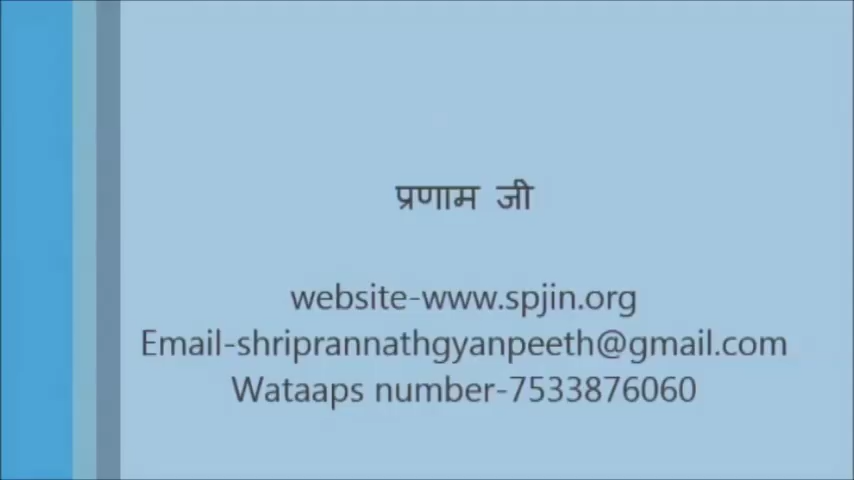 प्रणाम जी
website-www.spjin.org
Email-shriprannathgyanpeeth@gmail.com
Wataaps number-7533876060